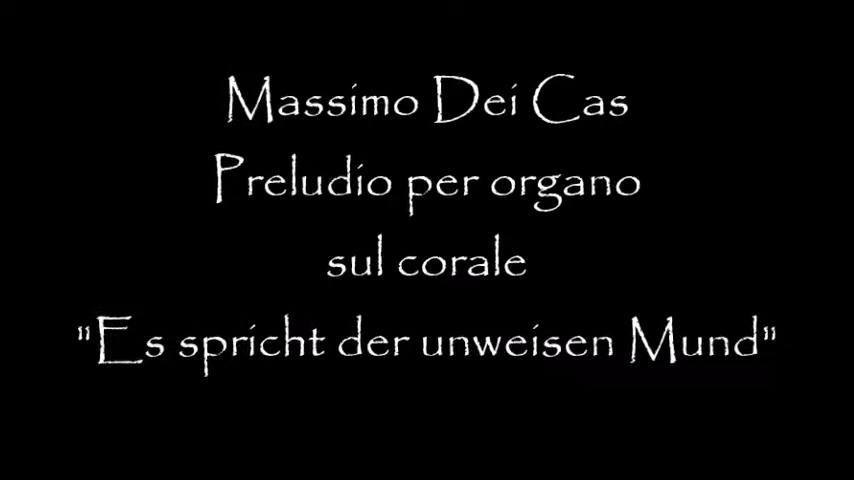 Massimo Dei Cas
Preludio per organo
sul corale
"Es spricht der unweisen Mund"